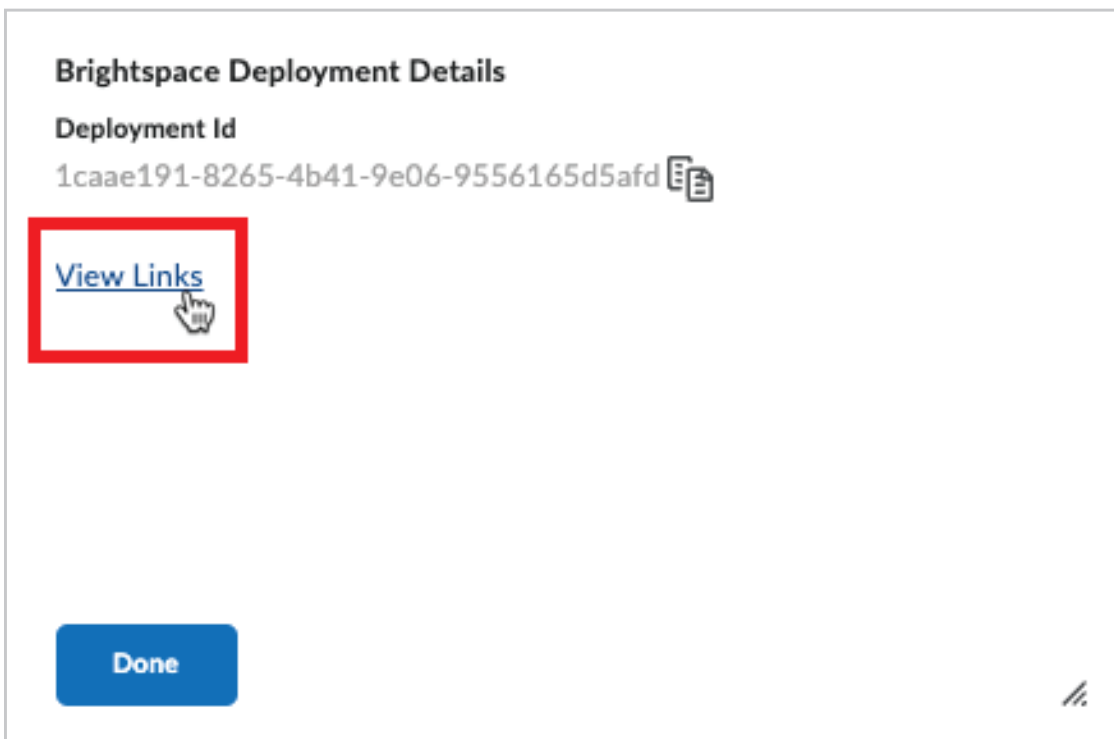 Brightspace Deployment Details
Deployment Id
1caae191-8265-4b41-9e06-9556165d5afd
View Links
Done